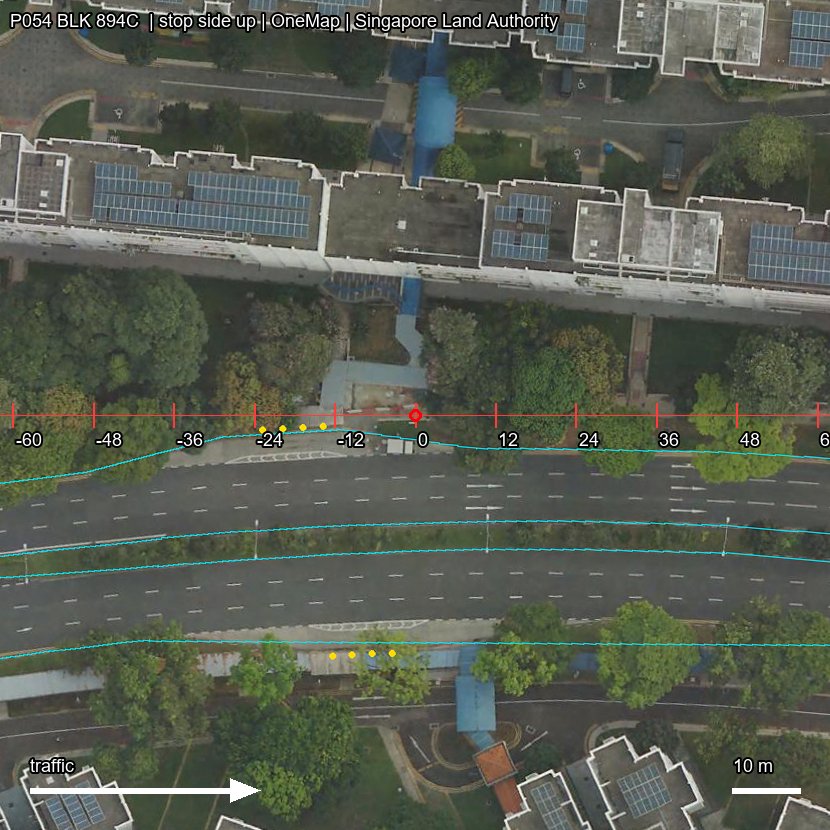 P054 BLK 894C | stop side up | OneMap | Singapore Land Authority
-60 -48 -36 -24 -12 0 12 24 36 48 6
traffic
10 m